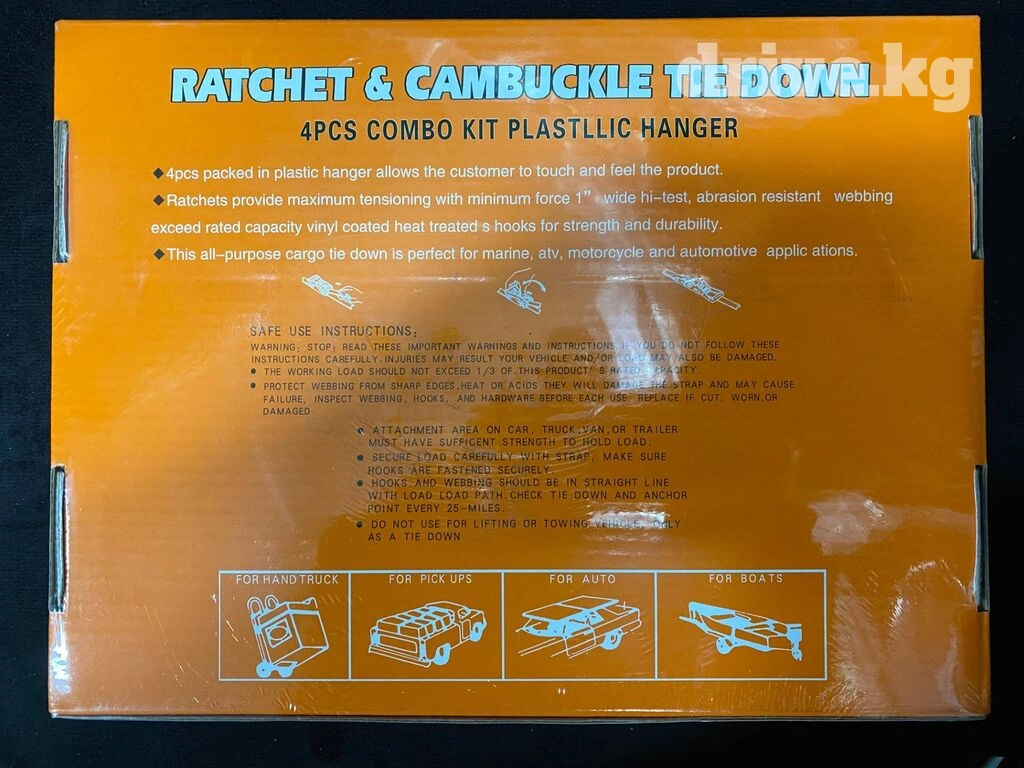 drive.kg
RATCHET & CAMBUCKLE TIE DOWN
4PCS COMBO KIT PLASTLLIC HANGER
◆4pcs packed in plastic hanger allows the customer to touch and feel the product.
◆Ratchets provide maximum tensioning with minimum force 1" wide hi-test, abrasion resistant webbing
exceed rated capacity vinyl coated heat treated s hooks for strength and durability.
◆This all-purpose cargo tie down is perfect for marine, atv, motorcycle and automotive applic ations.
SAFE USE INSTRUCTIONS:
WARNING: STOP! READ THESE IMPORTANT WARNINGS AND INSTRUCTIONS. IF YOU DO NOT FOLLOW THESE
INSTRUCTIONS CAREFULLY. INJURIES MAY RESULT YOUR VEHICLE AND/OR LOAD MAY ALSO BE DAMAGED.
● THE WORKING LOAD SHOULD NOT EXCEED 1/3 OF THIS PRODUCT' S RATED CAPACITY.
● PROTECT WEBBING FROM SHARP EDGES,HEAT OR ACIDS THEY WILL DAMAGE THE STRAP AND MAY CAUSE
FAILURE, INSPECT WEBBING, HOOKS, AND HARDWARE BEFORE EACH USE. REPLACE IF CUT, WORN,OR
DAMAGED
● ATTACHMENT AREA ON CAR, TRUCK,VAN,OR TRAILER
MUST HAVE SUFFICENT STRENGTH TO HOLD LOAD.
● SECURE LOAD CAREFULLY WITH STRAP, MAKE SURE
HOOKS ARE FASTENED SECURELY.
● HOOKS AND WEBBING SHOULD BE IN STRAIGHT LINE
WITH LOAD LOAD PATH.CHECK TIE DOWN AND ANCHOR
POINT EVERY 25-MILES.
● DO NOT USE FOR LIFTING OR TOWING VEHICLE, ONLY
AS A TIE DOWN
FOR HANDTRUCK
FOR PICK UPS
FOR AUTO
FOR BOATS